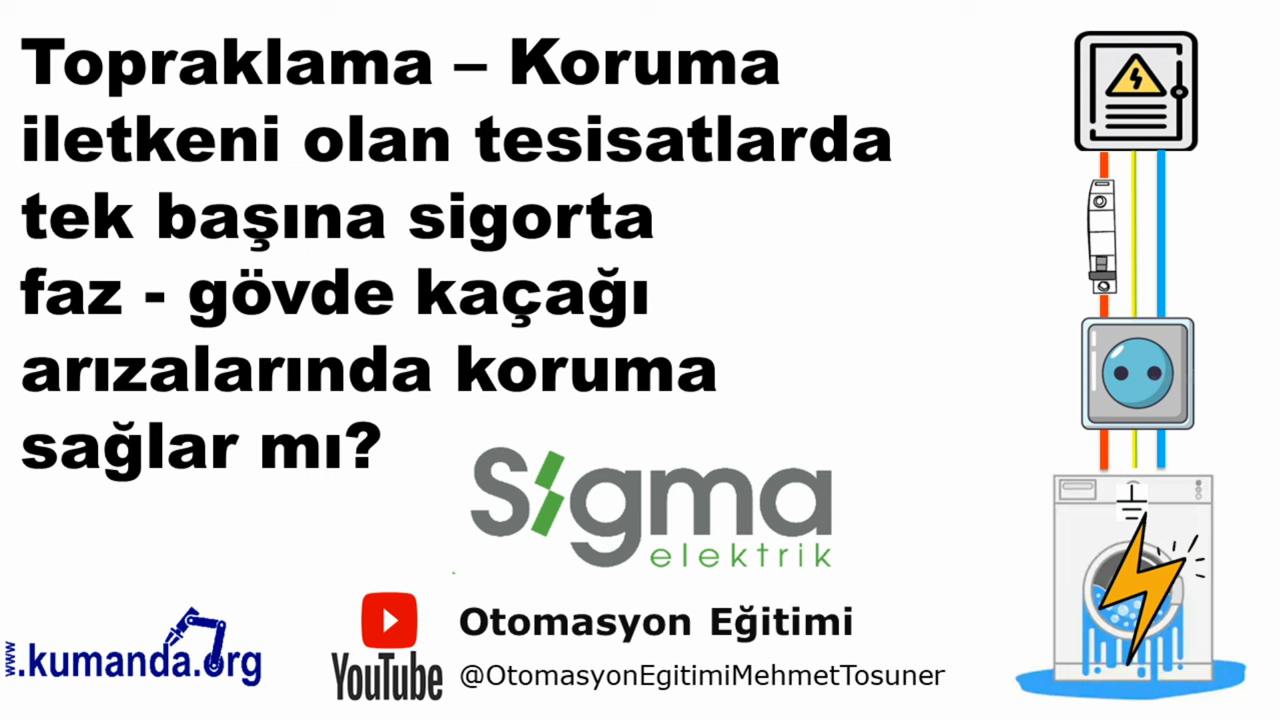 Topraklama – Koruma
iletkeni olan tesisatlarda
tek başına sigorta
faz - gövde kaçağı
arızalarında koruma
sağlar mı?
Sigma
elektrik
www.kumanda.org
YouTube
Otomasyon Eğitimi
@OtomasyonEgitimiMehmetTosuner